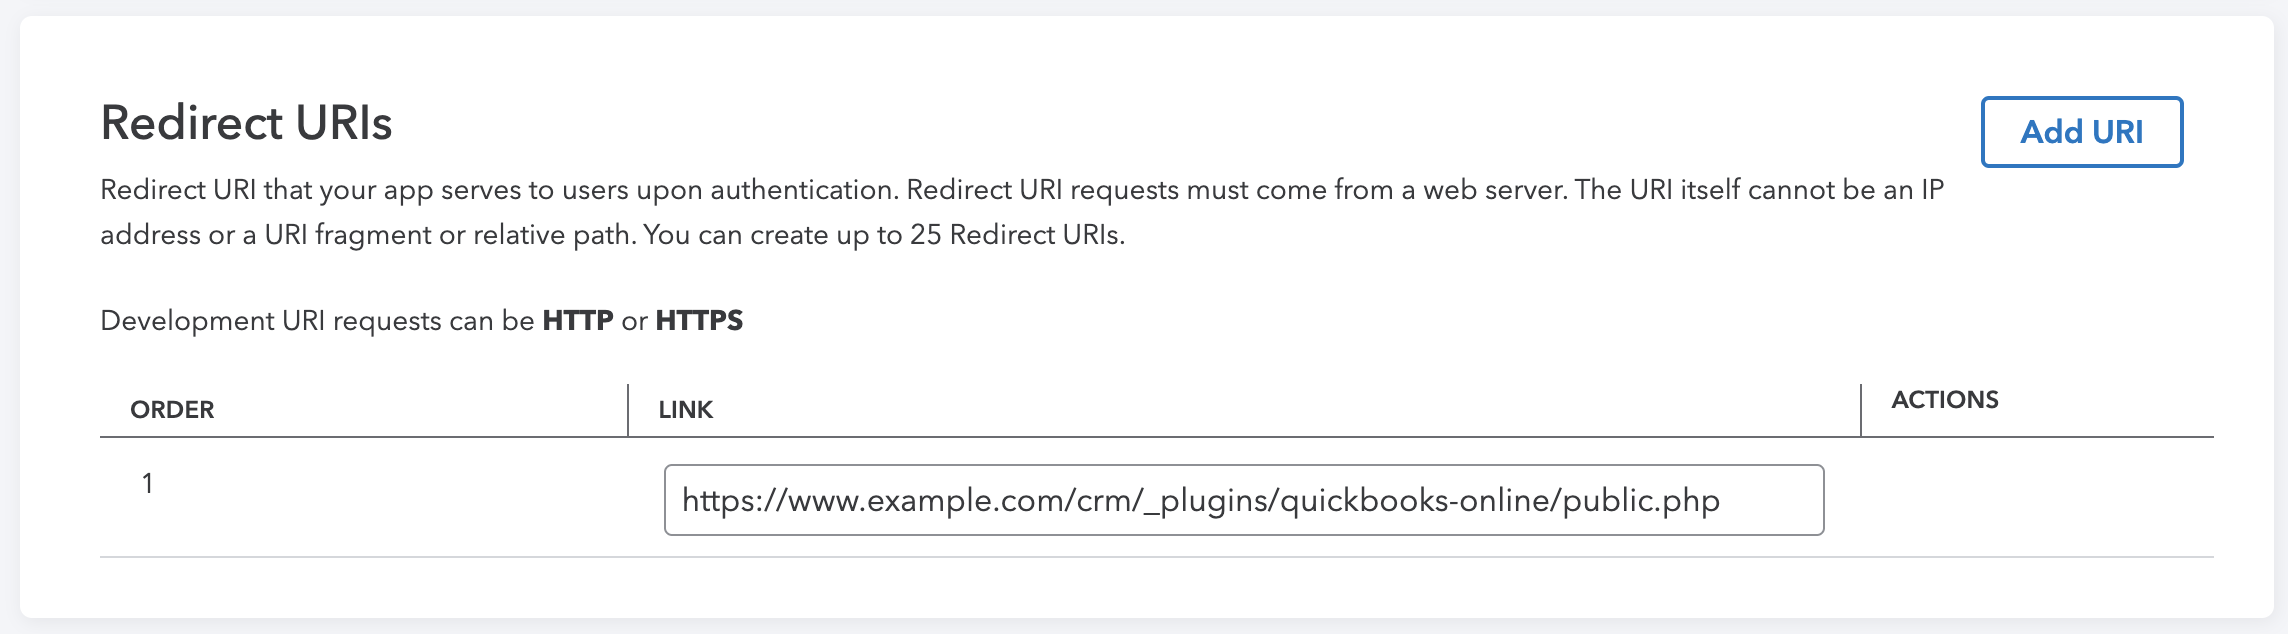 Redirect URIs
Add URI
Redirect URI that your app serves to users upon authentication. Redirect URI requests must come from a web server. The URI itself cannot be an IP
address or a URI fragment or relative path. You can create up to 25 Redirect URIs.
Development URI requests can be HTTP or HTTPS
ORDER LINK ACTIONS
1 https://www.example.com/crm/_plugins/quickbooks-online/public.php